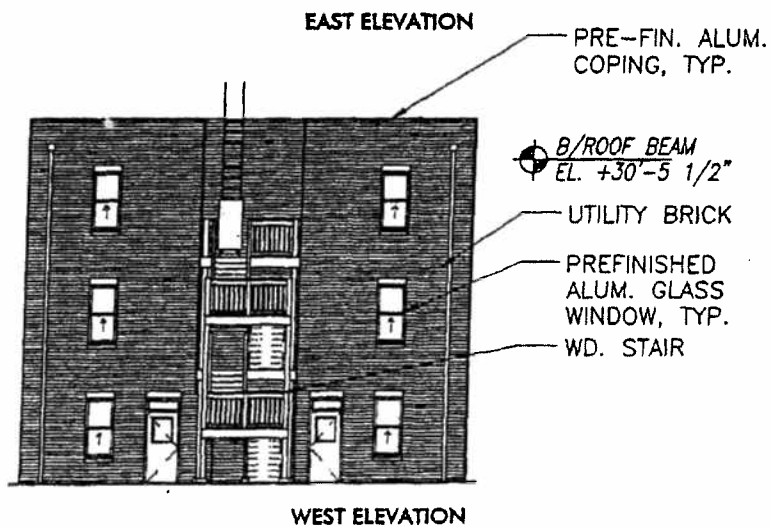 EAST ELEVATION
PRE-FIN. ALUM.
COPING, TYP.
B/ROOF BEAM
EL. +30'-5 1/2"
UTILITY BRICK
PREFINISHED
ALUM. GLASS
WINDOW, TYP.
WD. STAIR
WEST ELEVATION